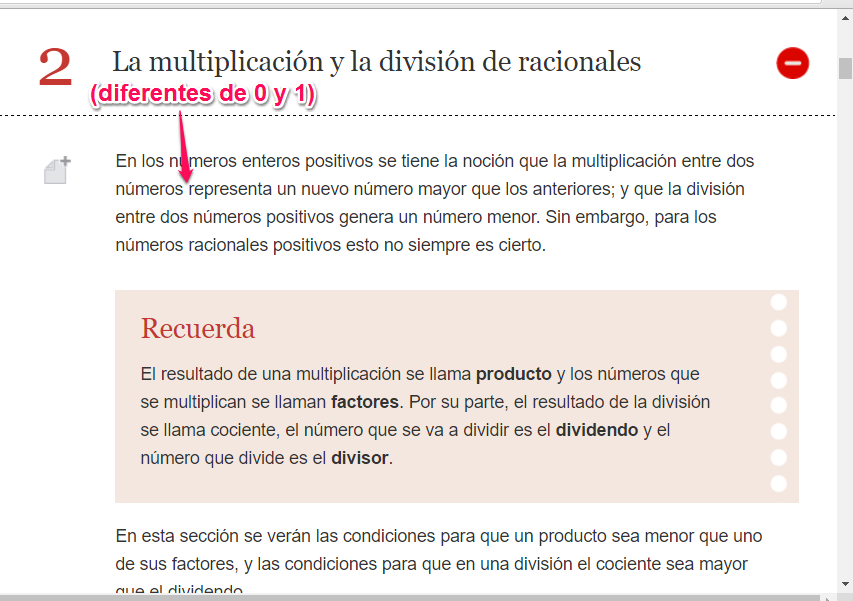 2 La multiplicación y la división de racionales
(diferentes de 0 y 1)
En los números enteros positivos se tiene la noción que la multiplicación entre dos
números representa un nuevo número mayor que los anteriores; y que la división
entre dos números positivos genera un número menor. Sin embargo, para los
números racionales positivos esto no siempre es cierto.
Recuerda
El resultado de una multiplicación se llama producto y los números que
se multiplican se llaman factores. Por su parte, el resultado de la división
se llama cociente, el número que se va a dividir es el dividendo y el
número que divide es el divisor.
En esta sección se verán las condiciones para que un producto sea menor que uno
de sus factores, y las condiciones para que en una división el cociente sea mayor
que el dividendo